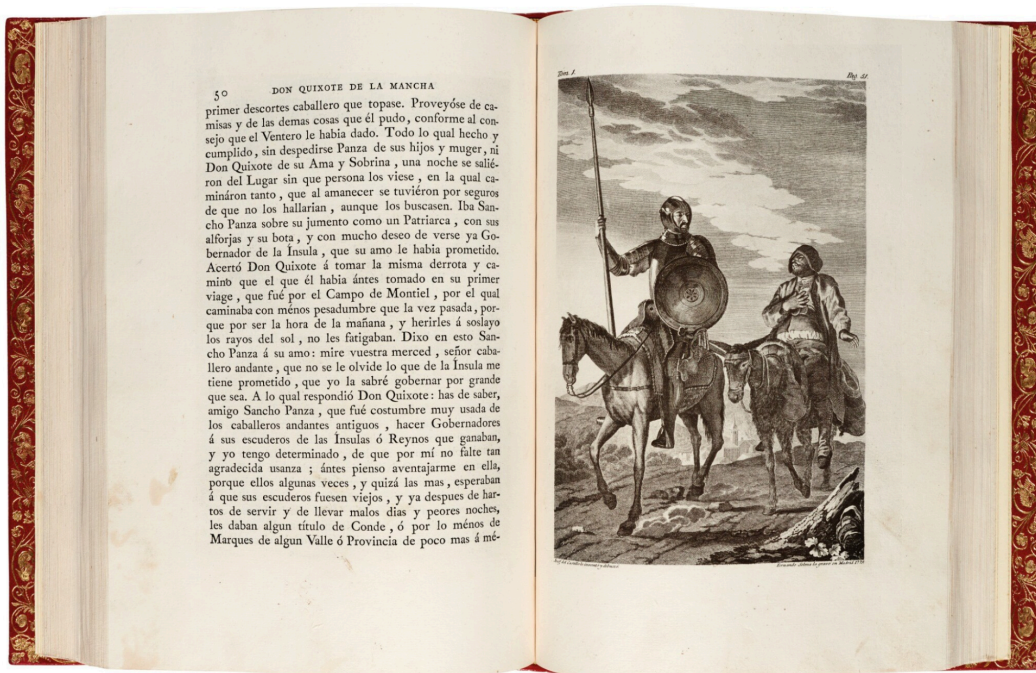 50 DON QUIXOTE DE LA MANCHA
primer descortes caballero que topase. Proveyóse de ca-
misas y de las demas cosas que él pudo, conforme al con-
sejo que el Ventero le habia dado. Todo lo qual hecho y
cumplido, sin despedirse Panza de sus hijos y muger, ni
Don Quixote de su Ama y Sobrina, una noche se salié-
ron del Lugar sin que persona los viese, en la qual ca-
mináron tanto, que al amanecer se tuviéron por seguros
de que no los hallarian, aunque los buscasen. Iba San-
cho Panza sobre su jumento como un Patriarca, con sus
alforjas y su bota, y con mucho deseo de verse ya Go-
bernador de la Ínsula, que su amo le habia prometido.
Acertó Don Quixote á tomar la misma derrota y ca-
mino que el que él habia ántes tomado en su primer
viage, que fué por el Campo de Montiel, por el qual
caminaba con ménos pesadumbre que la vez pasada, por-
que por ser la hora de la mañana, y herirles á soslayo
los rayos del sol, no les fatigaban. Dixo en esto San-
cho Panza á su amo: mire vuestra merced, señor caba-
llero andante, que no se le olvide lo que de la Ínsula me
tiene prometido, que yo la sabré gobernar por grande
que sea. A lo qual respondió Don Quixote: has de saber,
amigo Sancho Panza, que fué costumbre muy usada de
los caballeros andantes antiguos, hacer Gobernadores
á sus escuderos de las Ínsulas ó Reynos que ganaban,
y yo tengo determinado, de que por mí no falte tan
agradecida usanza; ántes pienso aventajarme en ella,
porque ellos algunas veces, y quizá las mas, esperaban
á que sus escuderos fuesen viejos, y ya despues de har-
tos de servir y de llevar malos dias y peores noches,
les daban algun título de Conde, ó por lo ménos de
Marques de algun Valle ó Provincia de poco mas á mé-
Tom. I.
Pag.
del Castillo
Fernando Selma lo grabó en Madrid